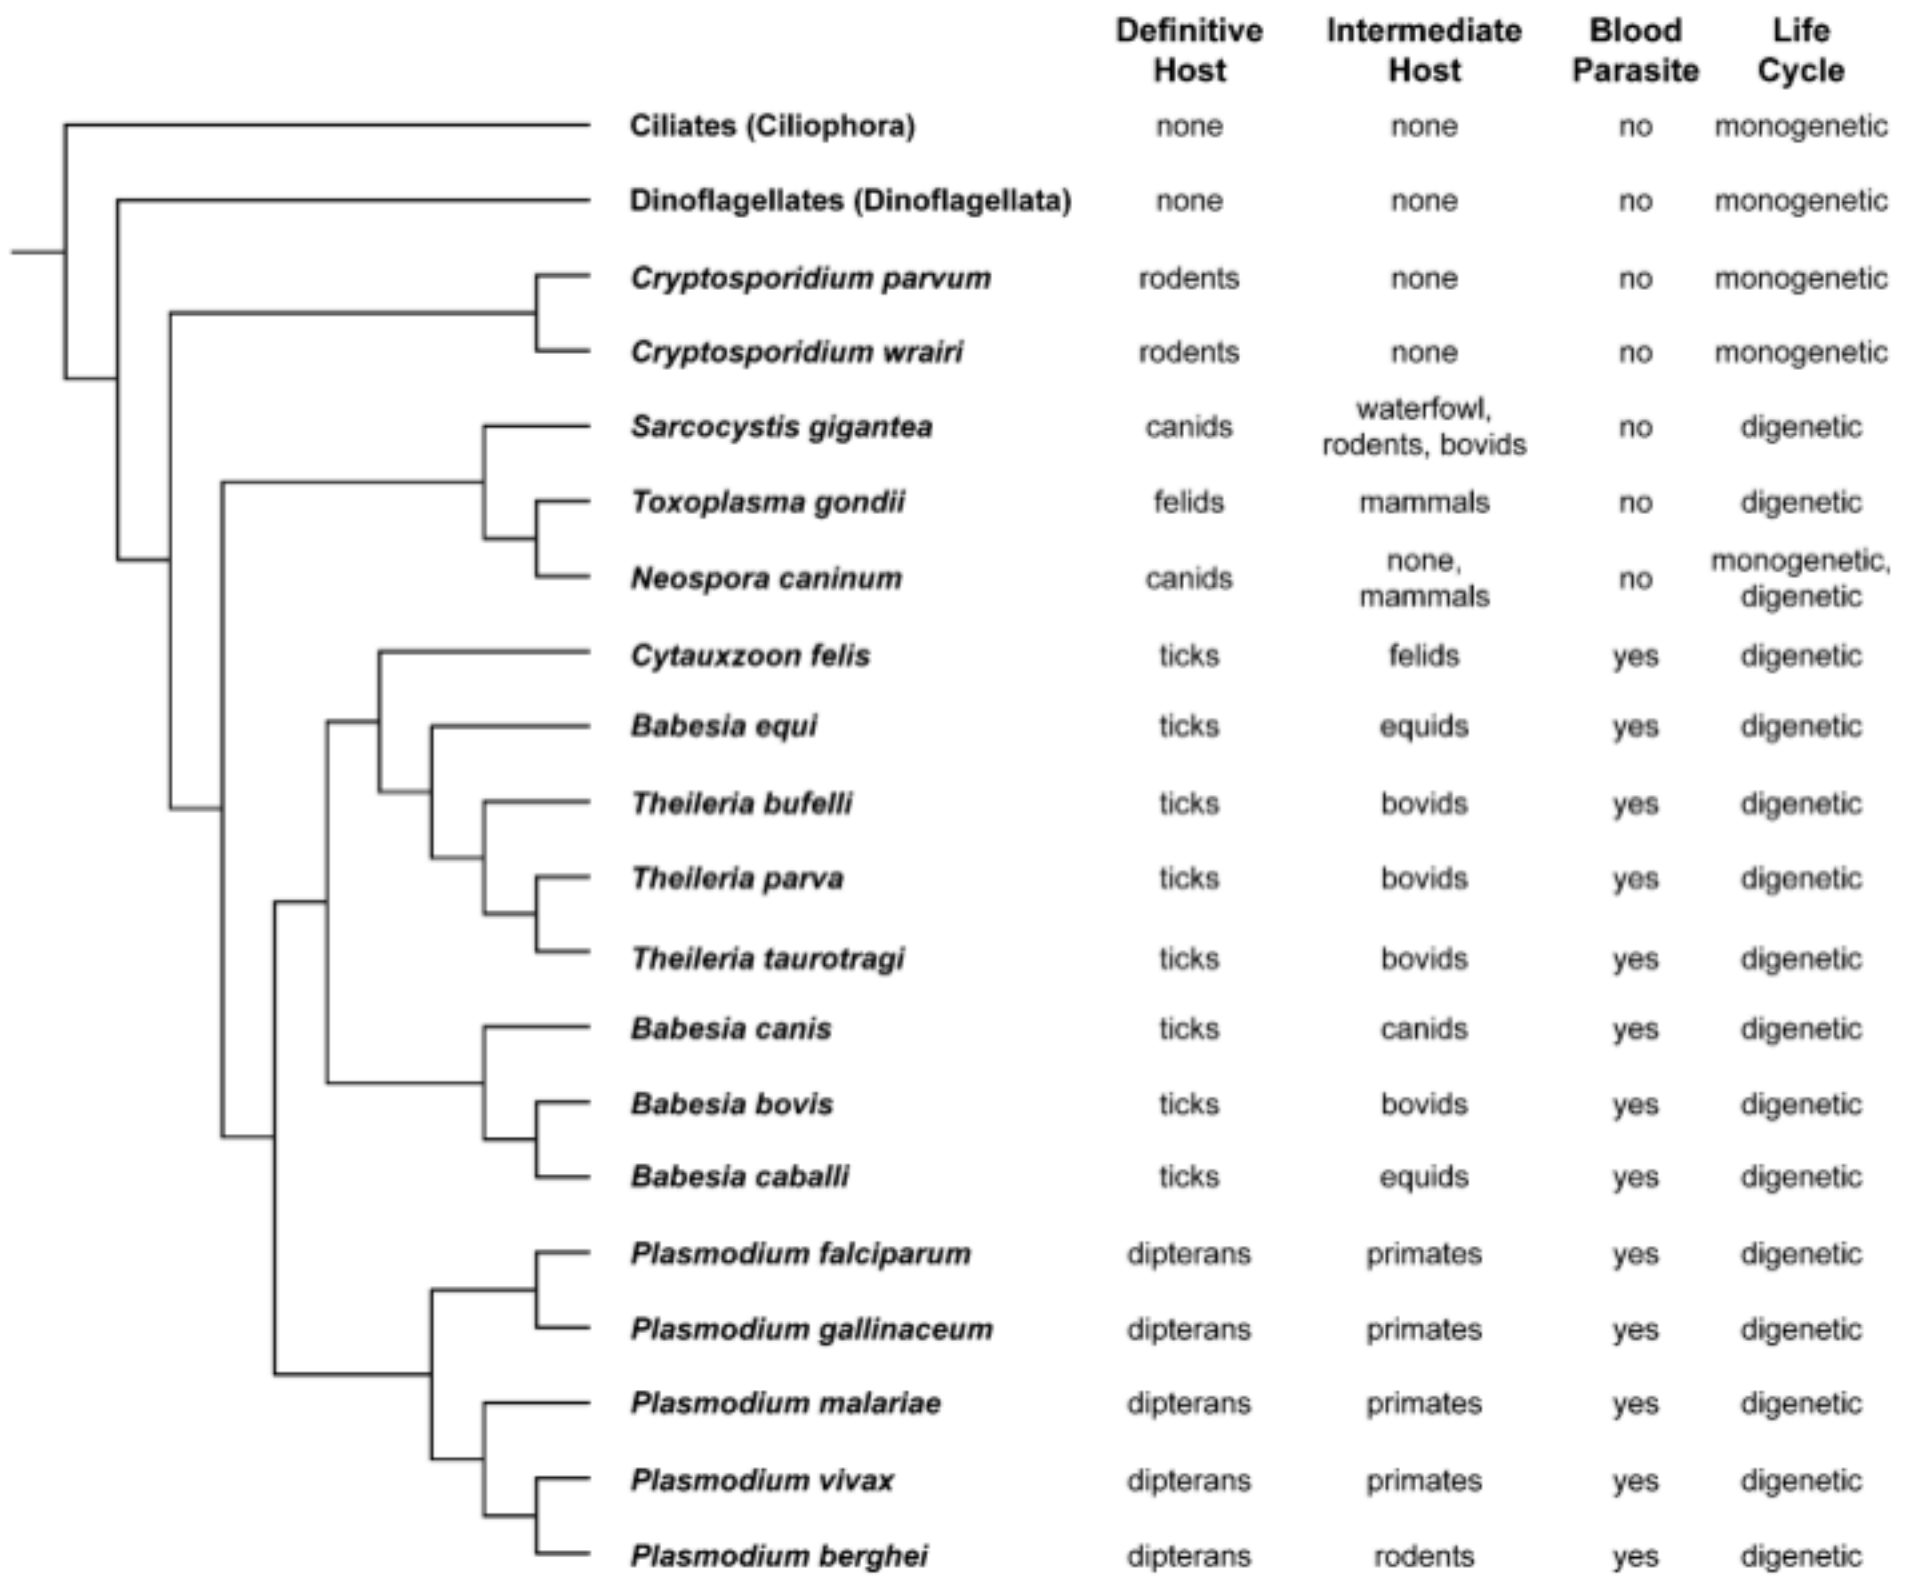 Definitive Intermediate Blood Life
Host Host Parasite Cycle
Ciliates (Ciliophora) none none no monogenetic
Dinoflagellates (Dinoflagellata) none none no monogenetic
Cryptosporidium parvum rodents none no monogenetic
Cryptosporidium wrairi rodents none no monogenetic
waterfowl,
Sarcocystis gigantea canids rodents, bovids no digenetic
Toxoplasma gondii felids mammals no digenetic
none, monogenetic,
Neospora caninum canids mammals no digenetic
Cytauxzoon felis ticks felids yes digenetic
Babesia equi ticks equids yes digenetic
Theileria bufelli ticks bovids yes digenetic
Theileria parva ticks bovids yes digenetic
Theileria taurotragi ticks bovids yes digenetic
Babesia canis ticks canids yes digenetic
Babesia bovis ticks bovids yes digenetic
Babesia caballi ticks equids yes digenetic
Plasmodium falciparum dipterans primates yes digenetic
Plasmodium gallinaceum dipterans primates yes digenetic
Plasmodium malariae dipterans primates yes digenetic
Plasmodium vivax dipterans primates yes digenetic
Plasmodium berghei dipterans rodents yes digenetic